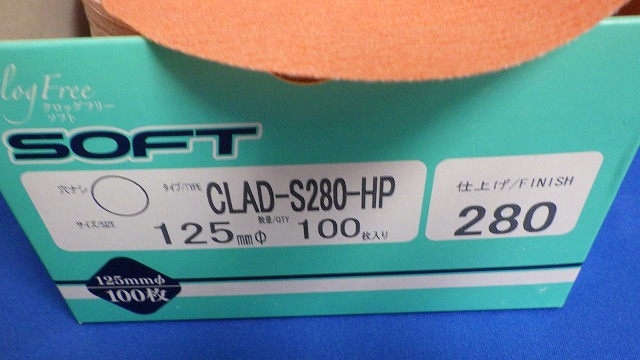 log Free
クロッグフリー
ソフト
SOFT
穴ナシ タイプ/TYPE CLAD-S280-HP
サイズ/SIZE 125mmφ 数量/QTY 100枚入り
仕上げ/FINISH
280
125mmφ
100枚